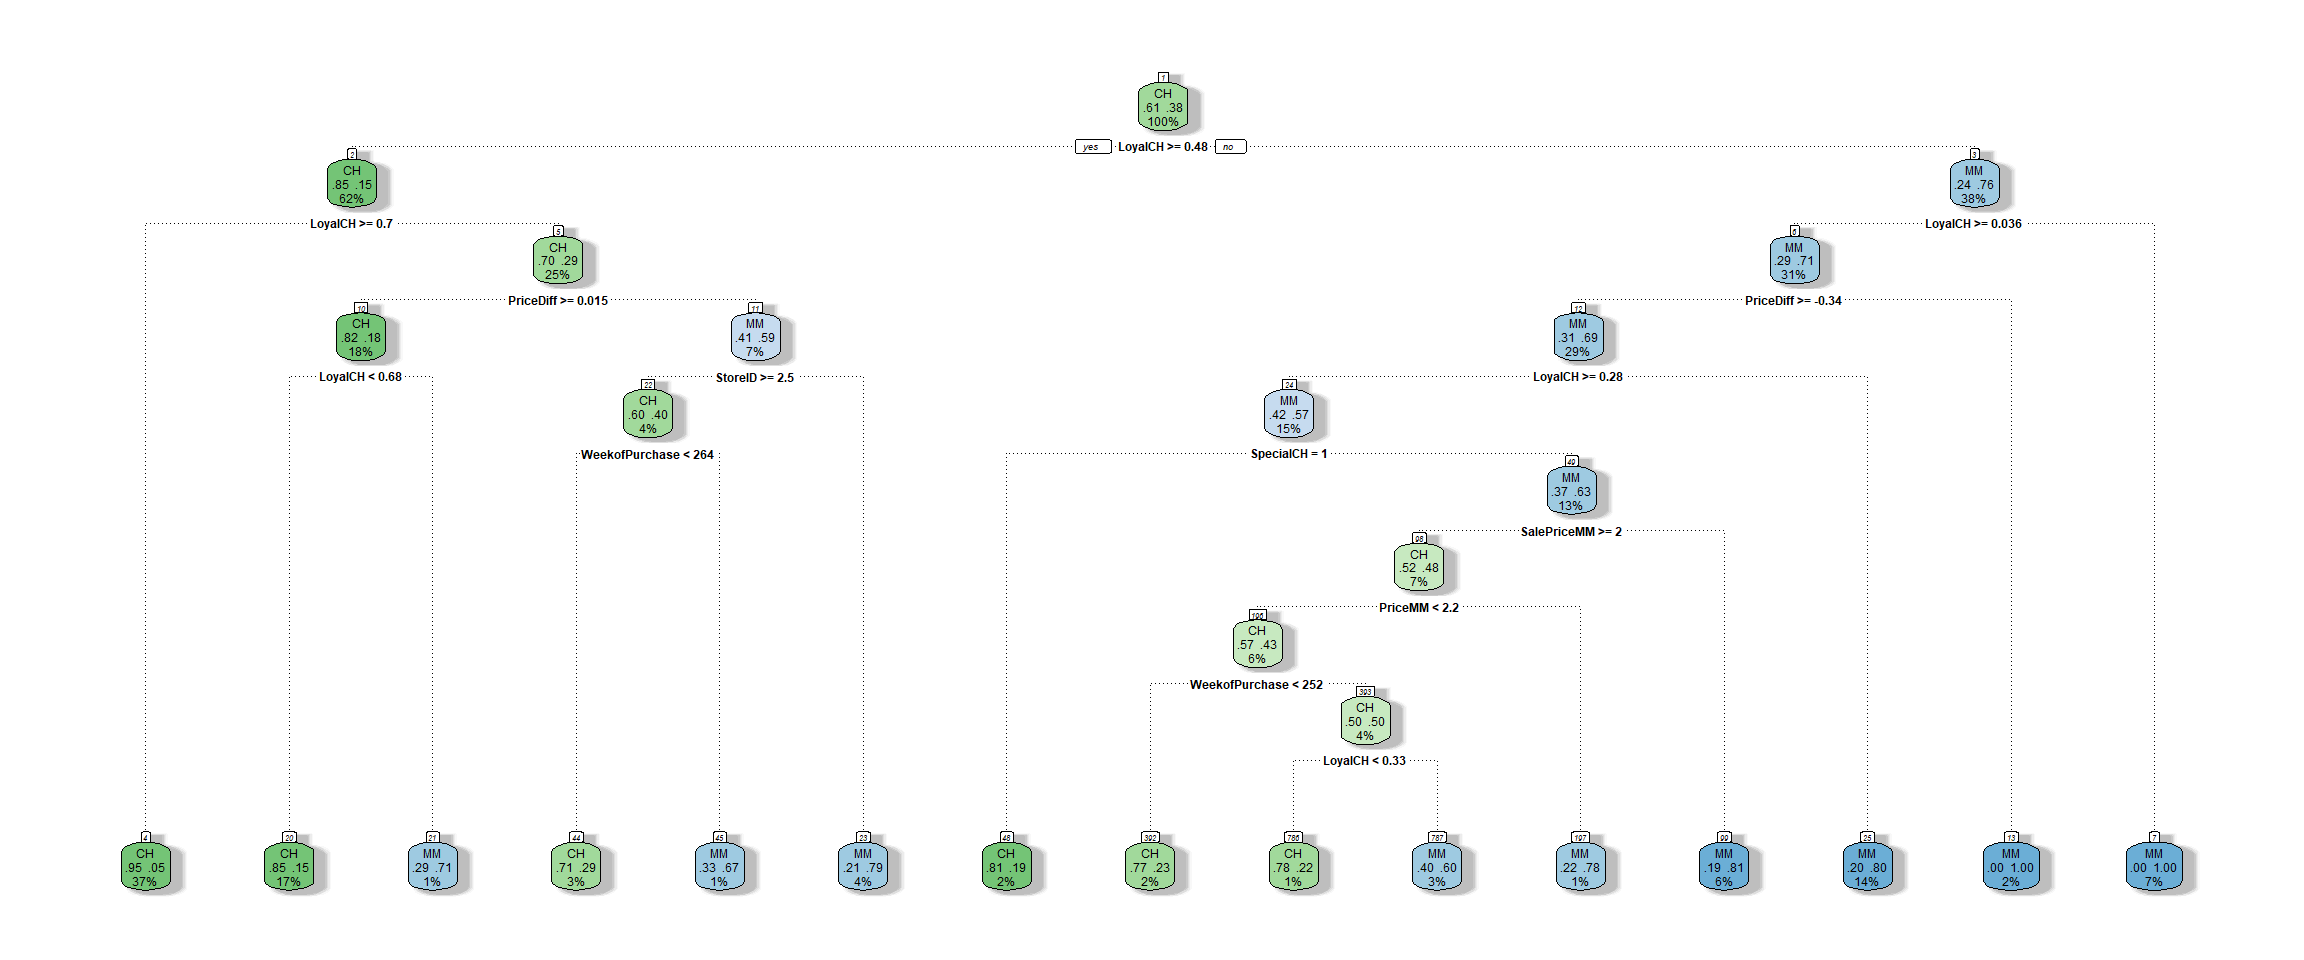 1
CH
.61 .38
100%
yes LoyalCH >= 0.48 no
2
CH
.85 .15
62%
3
MM
.24 .76
38%
LoyalCH >= 0.7
LoyalCH >= 0.036
5
CH
.70 .29
25%
6
MM
.29 .71
31%
PriceDiff >= 0.015
PriceDiff >= -0.34
10
CH
.82 .18
18%
11
MM
.41 .59
7%
12
MM
.31 .69
29%
LoyalCH < 0.68
StoreID >= 2.5
LoyalCH >= 0.28
22
CH
.60 .40
4%
24
MM
.42 .57
15%
WeekofPurchase < 264
SpecialCH = 1
49
MM
.37 .63
13%
SalePriceMM >= 2
98
CH
.52 .48
7%
PriceMM < 2.2
196
CH
.57 .43
6%
WeekofPurchase < 252
393
CH
.50 .50
4%
LoyalCH < 0.33
4
CH
.95 .05
37%
20
CH
.85 .15
17%
21
MM
.29 .71
1%
44
CH
.71 .29
3%
45
MM
.33 .67
1%
23
MM
.21 .79
4%
48
CH
.81 .19
2%
392
CH
.77 .23
2%
786
CH
.78 .22
1%
787
MM
.40 .60
3%
197
MM
.22 .78
1%
99
MM
.19 .81
6%
25
MM
.20 .80
14%
13
MM
.00 1.00
2%
7
MM
.00 1.00
7%